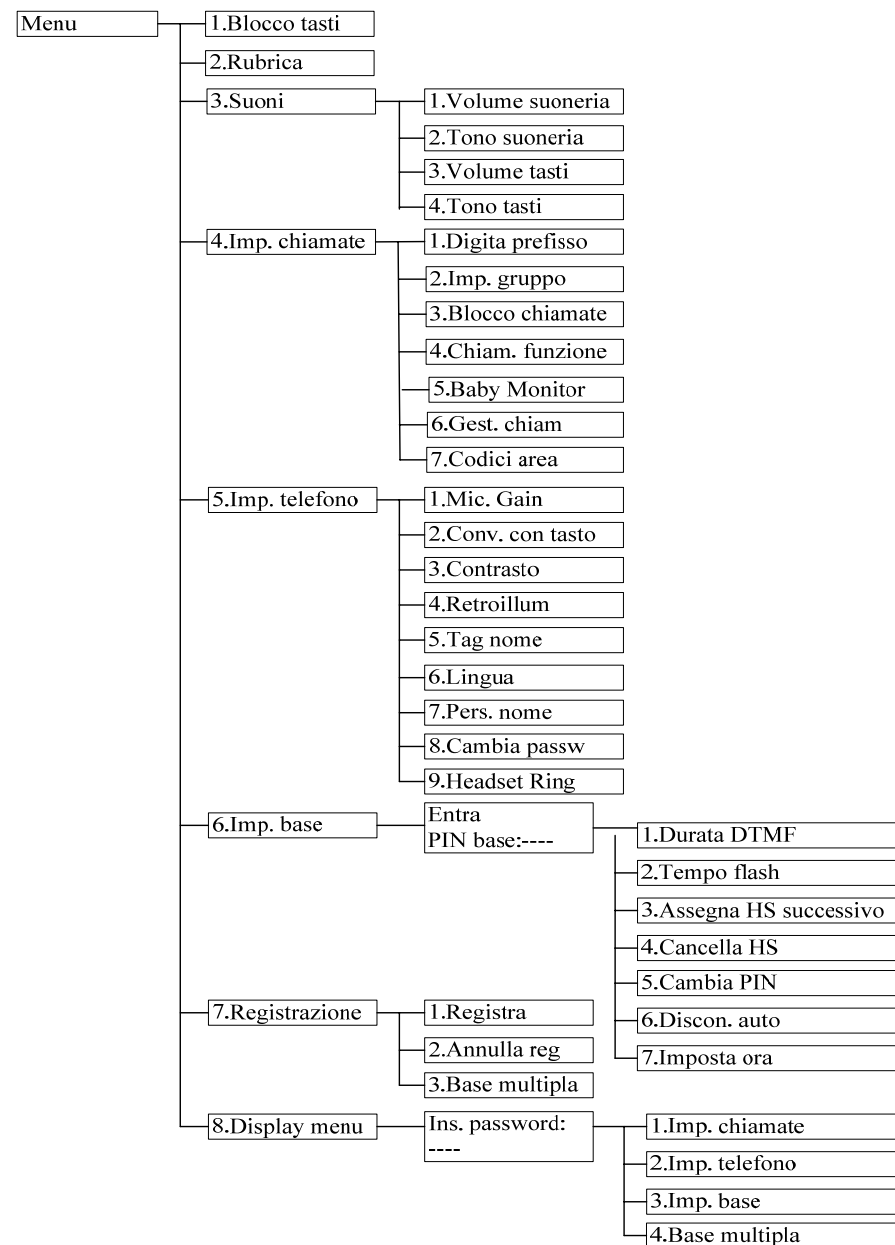 Menu
1.Blocco tasti
2.Rubrica
3.Suoni
1.Volume suoneria
2.Tono suoneria
3.Volume tasti
4.Tono tasti
4.Imp. chiamate
1.Digita prefisso
2.Imp. gruppo
3.Blocco chiamate
4.Chiam. funzione
5.Baby Monitor
6.Gest. chiam
7.Codici area
5.Imp. telefono
1.Mic. Gain
2.Conv. con tasto
3.Contrasto
4.Retroillum
5.Tag nome
6.Lingua
7.Pers. nome
8.Cambia passw
9.Headset Ring
6.Imp. base
Entra
PIN base:----
1.Durata DTMF
2.Tempo flash
3.Assegna HS successivo
4.Cancella HS
5.Cambia PIN
6.Discon. auto
7.Imposta ora
7.Registrazione
1.Registra
2.Annulla reg
3.Base multipla
8.Display menu
Ins. password:
----
1.Imp. chiamate
2.Imp. telefono
3.Imp. base
4.Base multipla